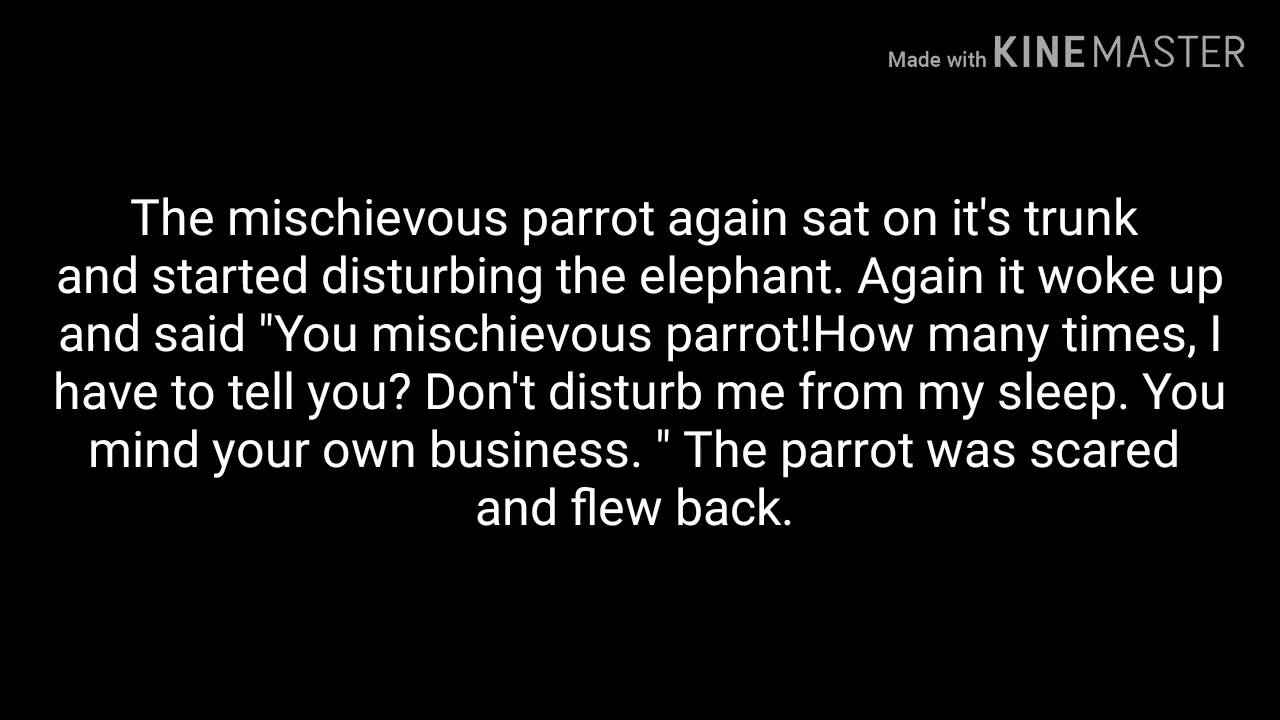 Made with KINEMASTER
The mischievous parrot again sat on it's trunk
and started disturbing the elephant. Again it woke up
and said "You mischievous parrot!How many times, I
have to tell you? Don't disturb me from my sleep. You
mind your own business. " The parrot was scared
and flew back.